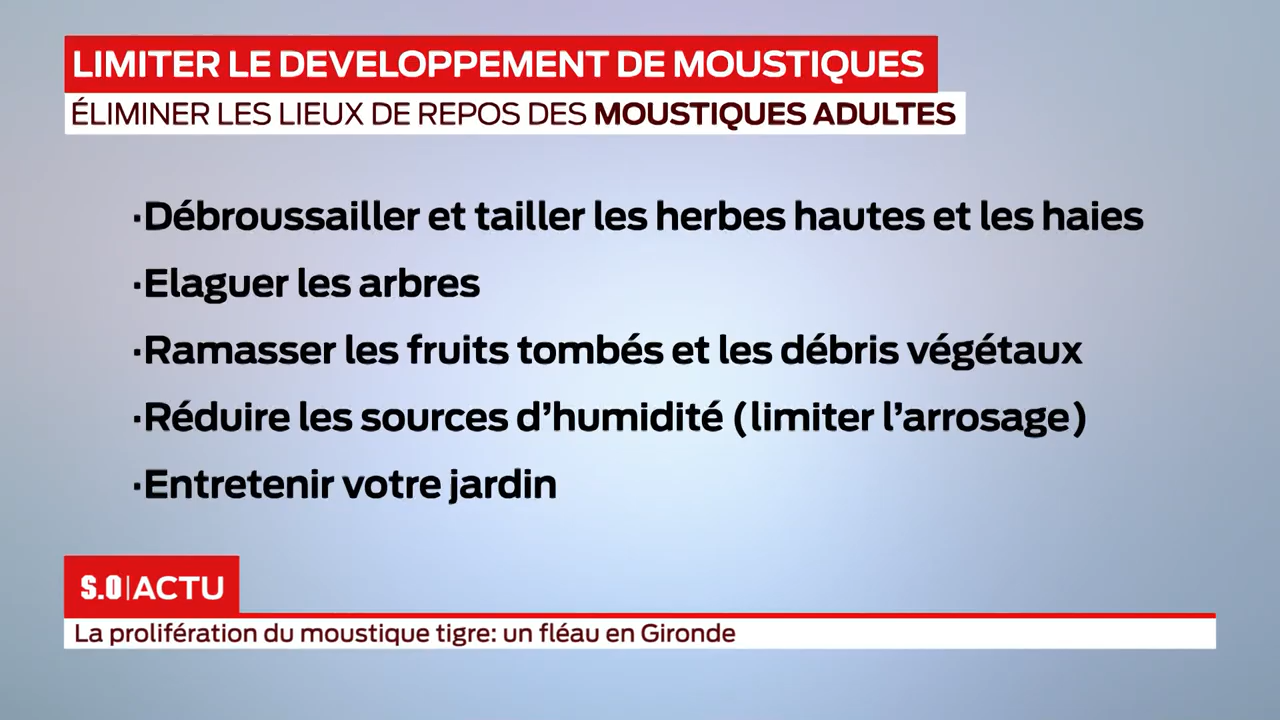 LIMITER LE DEVELOPPEMENT DE MOUSTIQUES
ÉLIMINER LES LIEUX DE REPOS DES MOUSTIQUES ADULTES
·Débroussailler et tailler les herbes hautes et les haies
·Elaguer les arbres
·Ramasser les fruits tombés et les débris végétaux
·Réduire les sources d’humidité (limiter l’arrosage)
·Entretenir votre jardin
S.O|ACTU
La prolifération du moustique tigre: un fléau en Gironde